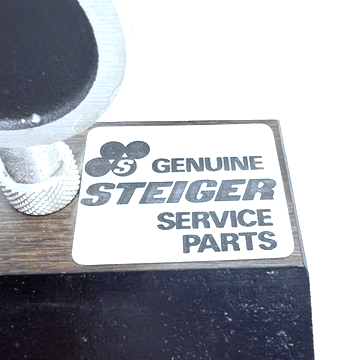 S GENUINE
STEIGER
SERVICE
PARTS